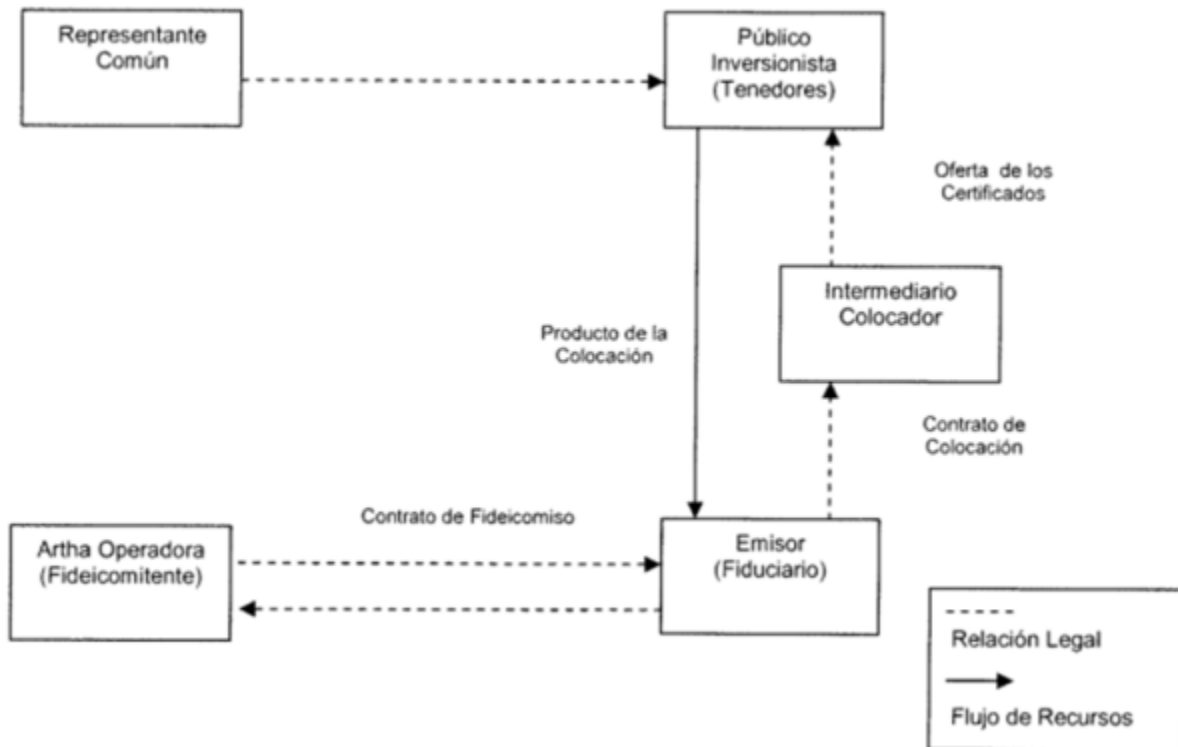 Representante
Común
Público
Inversionista
(Tenedores)
Oferta de los
Certificados
Intermediario
Colocador
Producto de la
Colocación
Contrato de
Colocación
Contrato de Fideicomiso
Artha Operadora
(Fideicomitente)
Emisor
(Fiduciario)
Relación Legal
Flujo de Recursos